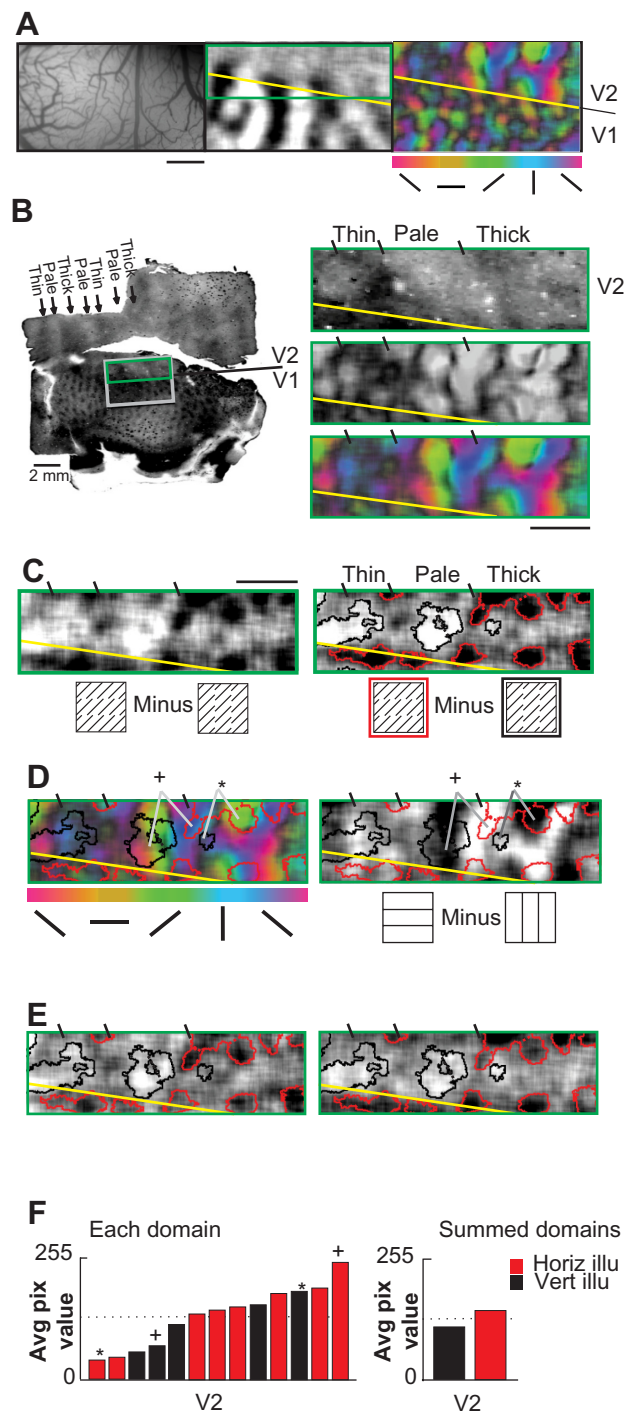 A
V2
V1
B
Thin
Pale
Thick
Pale
Thin
Pale
Thick
V2
V1
2 mm
Thin Pale Thick
V2
C
Thin Pale Thick
Minus
Minus
D
+ *
+ *
Minus
E
F
Each domain
Summed domains
Horiz illu
Vert illu
Avg pix value
255
0
* + * +
V2
Avg pix value
255
0
V2